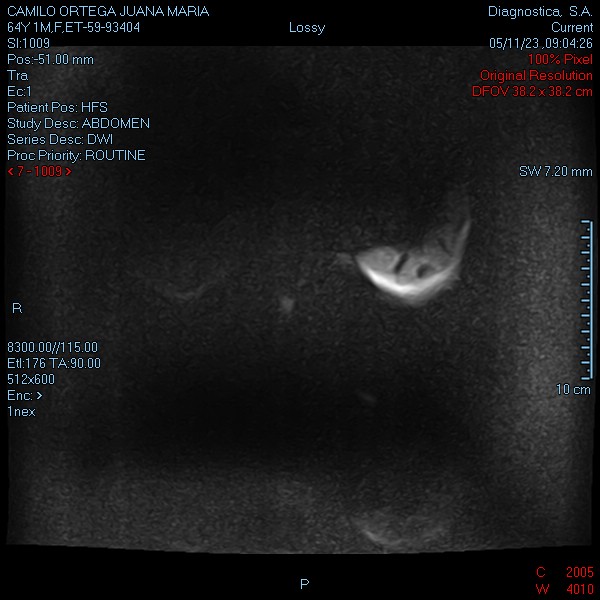 CAMILO ORTEGA JUANA MARIA
64Y 1M,F,ET-59-93404
SI:1009
Pos:-51.00 mm
Tra
Ec:1
Patient Pos: HFS
Study Desc: ABDOMEN
Series Desc: DWI
Proc Priority: ROUTINE
< 7 - 1009 >
Lossy
Diagnostica, S.A.
Current
05/11/23 ,09:04:26
100% Pixel
Original Resolution
DFOV 38.2 x 38.2 cm
SW 7.20 mm
R
8300.00//115.00
Etl:176 TA:90.00
512x600
Enc: >
1nex
10 cm
P
C 2005
W 4010